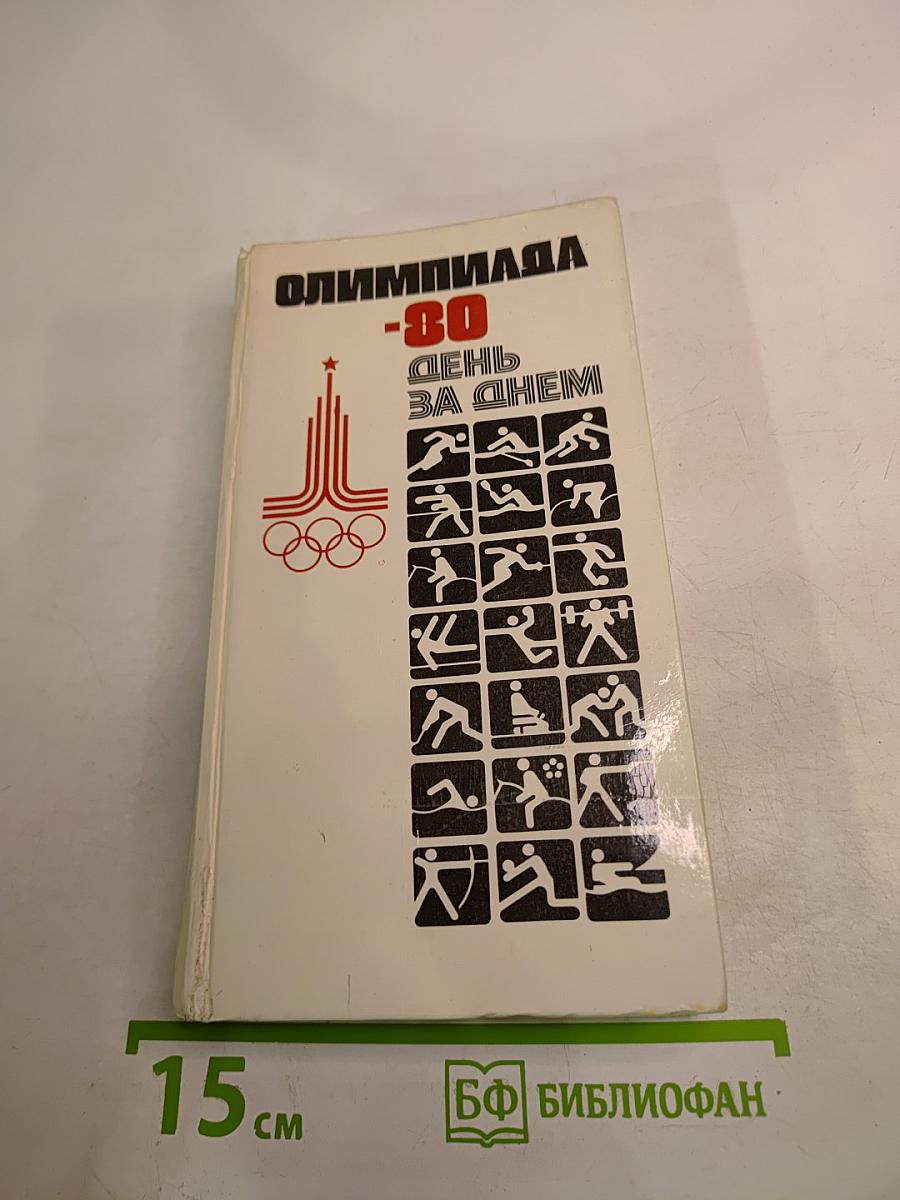 ОЛИМПИАДА
-80
ДЕНЬ
ЗА ДНЕМ
15 см
БФ БИБЛИОФАН